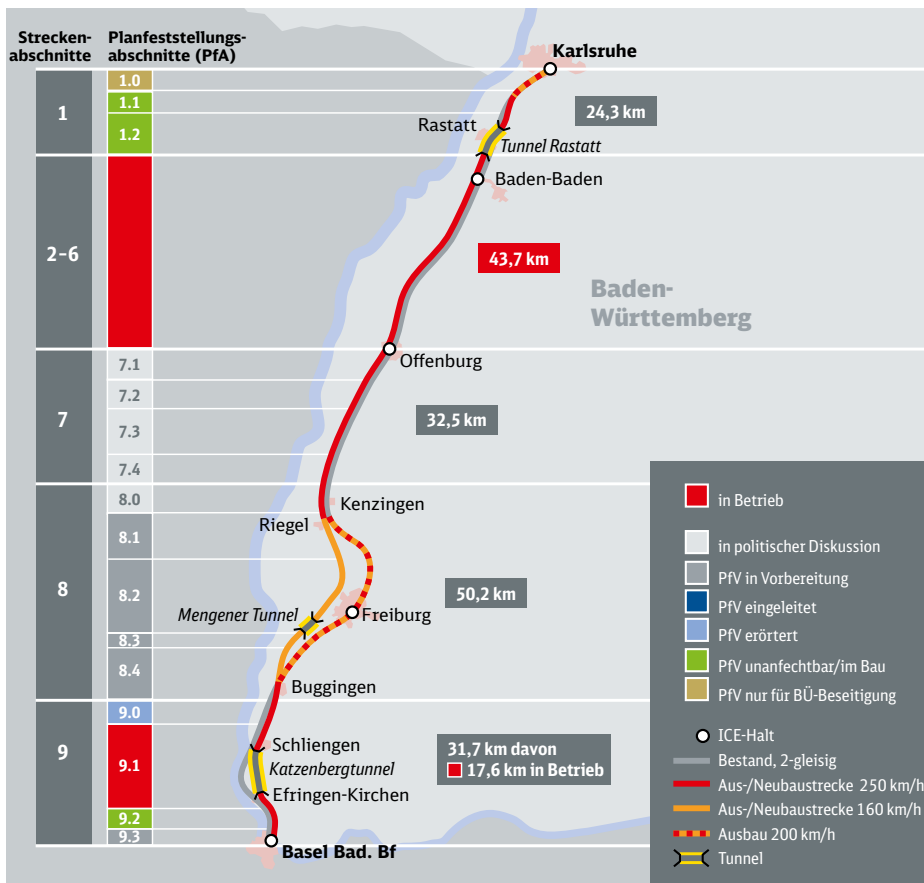 Strecken-
abschnitte
Planfeststellungs-
abschnitte (PfA)
1
2–6
7
8
9
1.0
1.1
1.2
7.1
7.2
7.3
7.4
8.0
8.1
8.2
8.3
8.4
9.0
9.1
9.2
9.3
Karlsruhe
24,3 km
Rastatt
Tunnel Rastatt
Baden-Baden
43,7 km
Baden-
Württemberg
Offenburg
32,5 km
Kenzingen
Riegel
50,2 km
Mengener Tunnel
Freiburg
Buggingen
Schliengen
Katzenbergtunnel
Efringen-Kirchen
31,7 km davon
17,6 km in Betrieb
Basel Bad. Bf
in Betrieb
in politischer Diskussion
PfV in Vorbereitung
PfV eingeleitet
PfV erörtert
PfV unanfechtbar/im Bau
PfV nur für BÜ-Beseitigung
ICE-Halt
Bestand, 2-gleisig
Aus-/Neubaustrecke 250 km/h
Aus-/Neubaustrecke 160 km/h
Ausbau 200 km/h
Tunnel